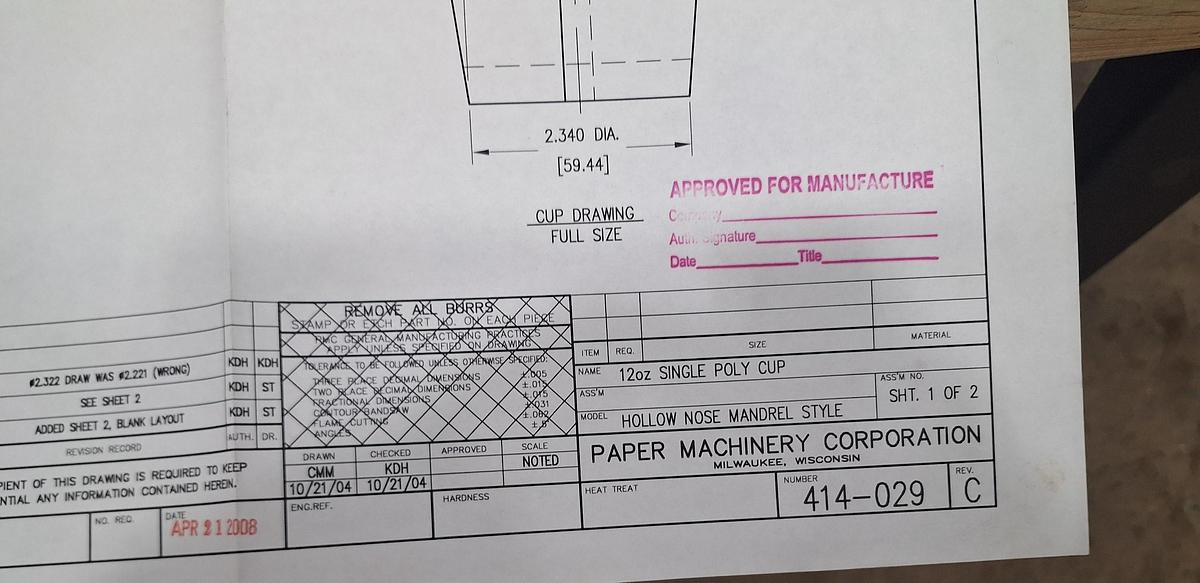 2.340 DIA.
[59.44]
CUP DRAWING
FULL SIZE
APPROVED FOR MANUFACTURE
Company
Auth. Signature
Date Title
REMOVE ALL BURRS
STAMP OR ETCH PART NO. ON EACH PIECE
PMC GENERAL MANUFACTURING PRACTICES
APPLY UNLESS SPECIFIED ON DRAWING
TOLERANCE TO BE FOLLOWED UNLESS OTHERWISE SPECIFIED:
THREE PLACE DECIMAL DIMENSIONS ±.005
TWO PLACE DECIMAL DIMENSIONS ±.015
FRACTIONAL DIMENSIONS ±.015
CONTOUR BANDSAW ±.031
FLAME CUTTING ±.062
ANGLES
ø2.322 DRAW WAS ø2.221 (WRONG) KDH KDH
SEE SHEET 2 KDH ST
ADDED SHEET 2, BLANK LAYOUT KDH ST
REVISION RECORD AUTH. DR.
PIENT OF THIS DRAWING IS REQUIRED TO KEEP
NTIAL ANY INFORMATION CONTAINED HEREIN.
NO. REQ. DATE
APR 21 2008
DRAWN CHECKED APPROVED SCALE
CMM KDH NOTED
10/21/04 10/21/04
ENG.REF. HARDNESS
ITEM REQ. SIZE MATERIAL
NAME 12oz SINGLE POLY CUP
ASS'M
ASS'M NO.
SHT. 1 OF 2
MODEL HOLLOW NOSE MANDREL STYLE
PAPER MACHINERY CORPORATION
MILWAUKEE, WISCONSIN
HEAT TREAT NUMBER REV.
414-029 C